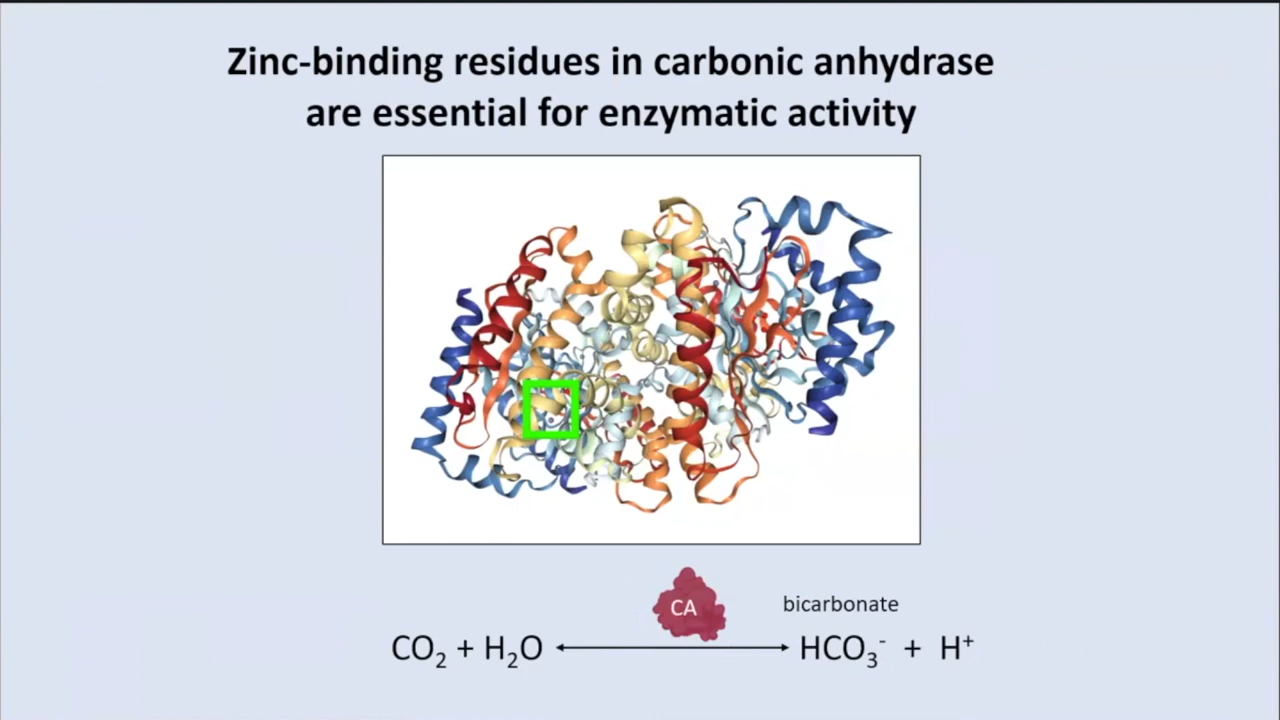 Zinc-binding residues in carbonic anhydrase
are essential for enzymatic activity
CA
bicarbonate
CO₂ + H₂O ⟷ HCO₃⁻ + H⁺